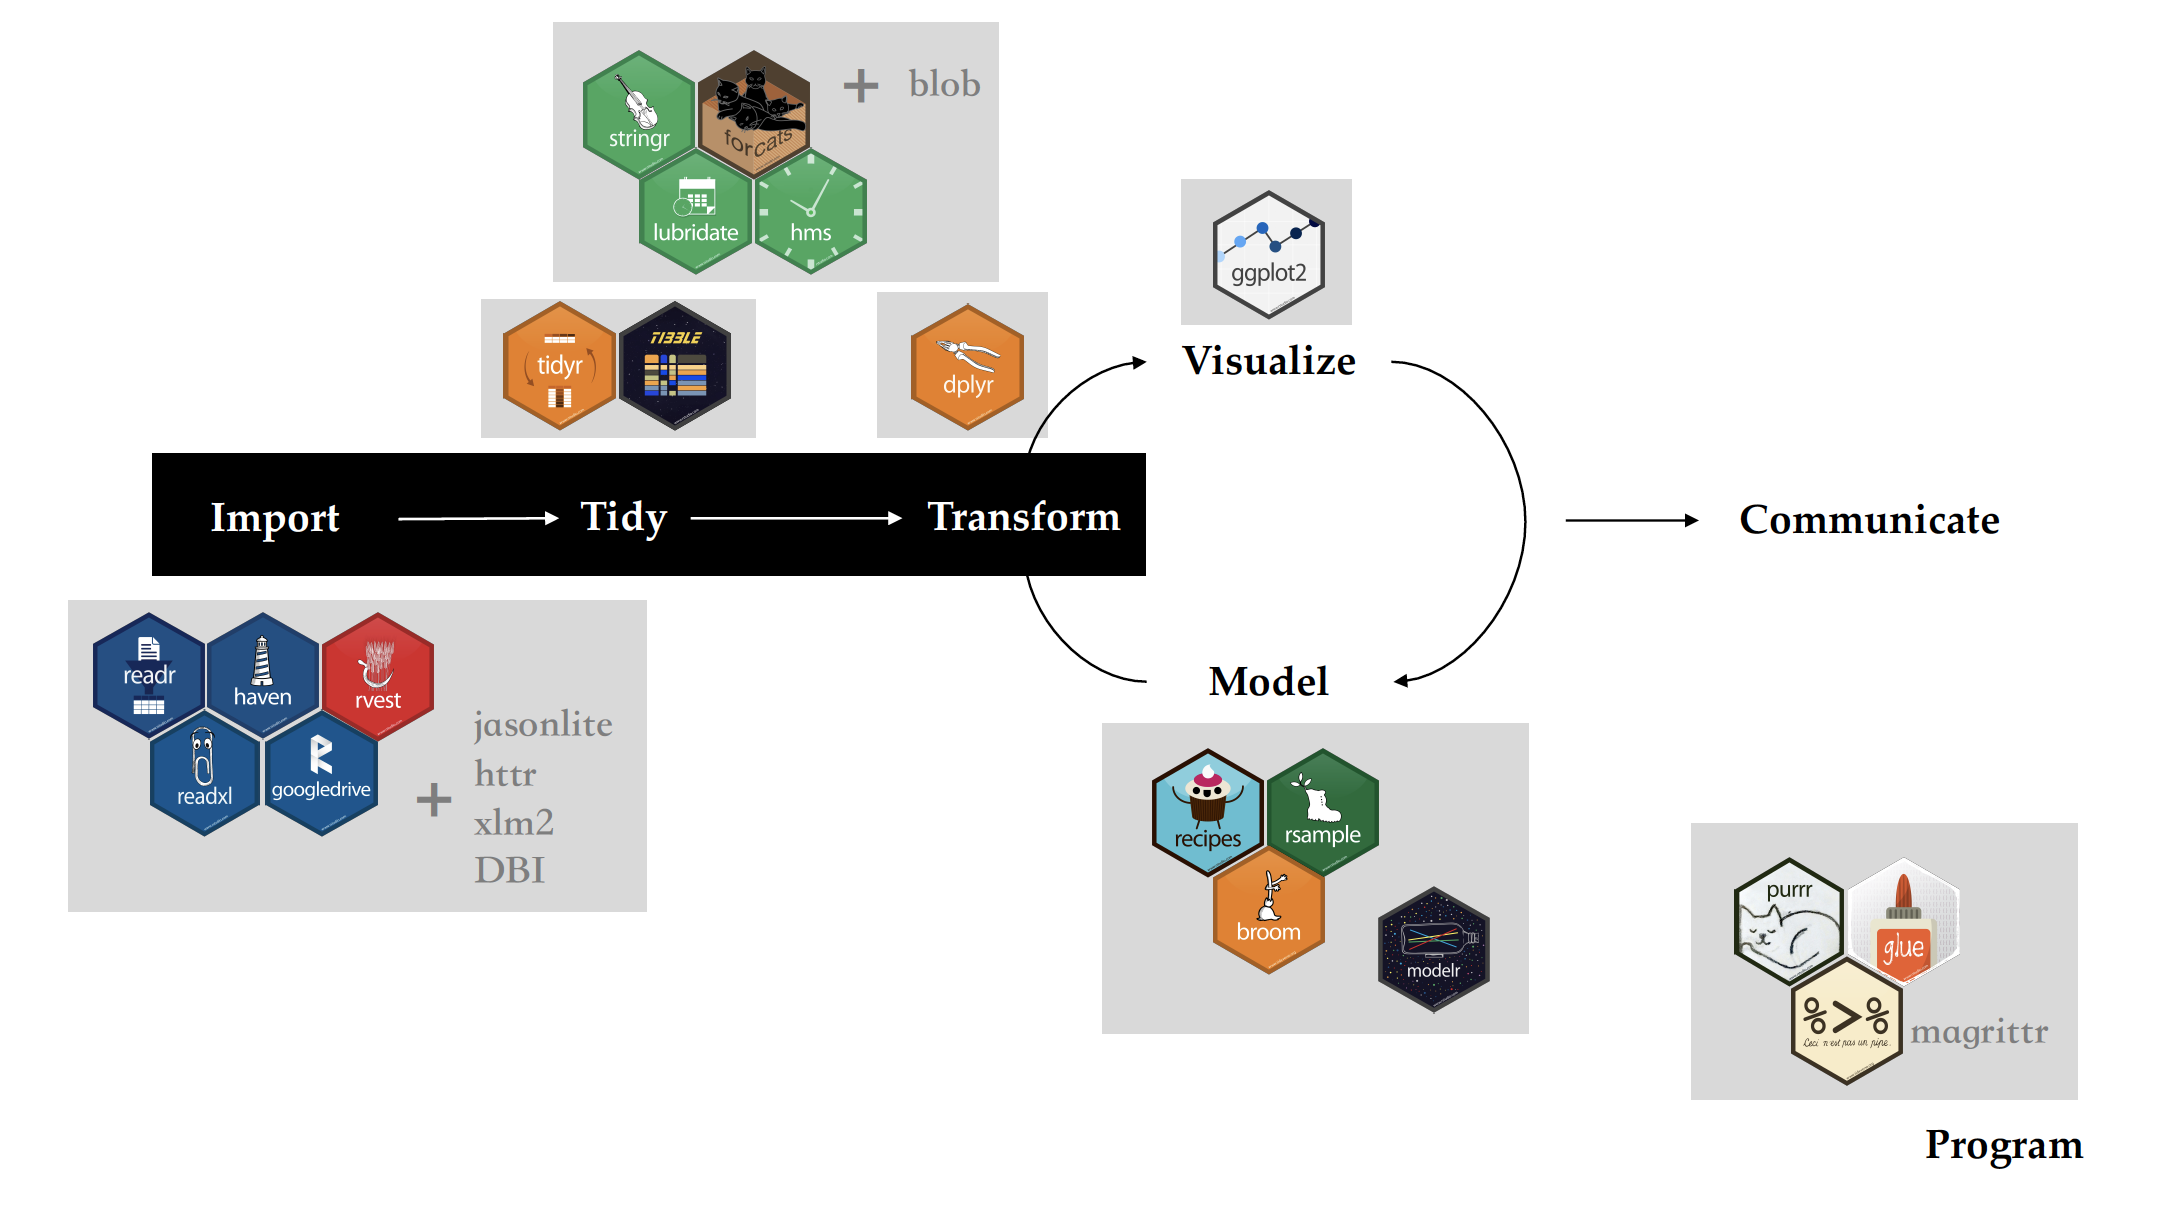 stringr
forcats
+ blob
lubridate
hms
tidyr
TIBBLE
dplyr
ggplot2
Visualize
Import
Tidy
Transform
Communicate
readr
haven
rvest
readxl
googledrive
+
jasonlite
httr
xlm2
DBI
Model
recipes
rsample
broom
modelr
purrr
glue
%>%
Ceci n'est pas un pipe.
magrittr
Program